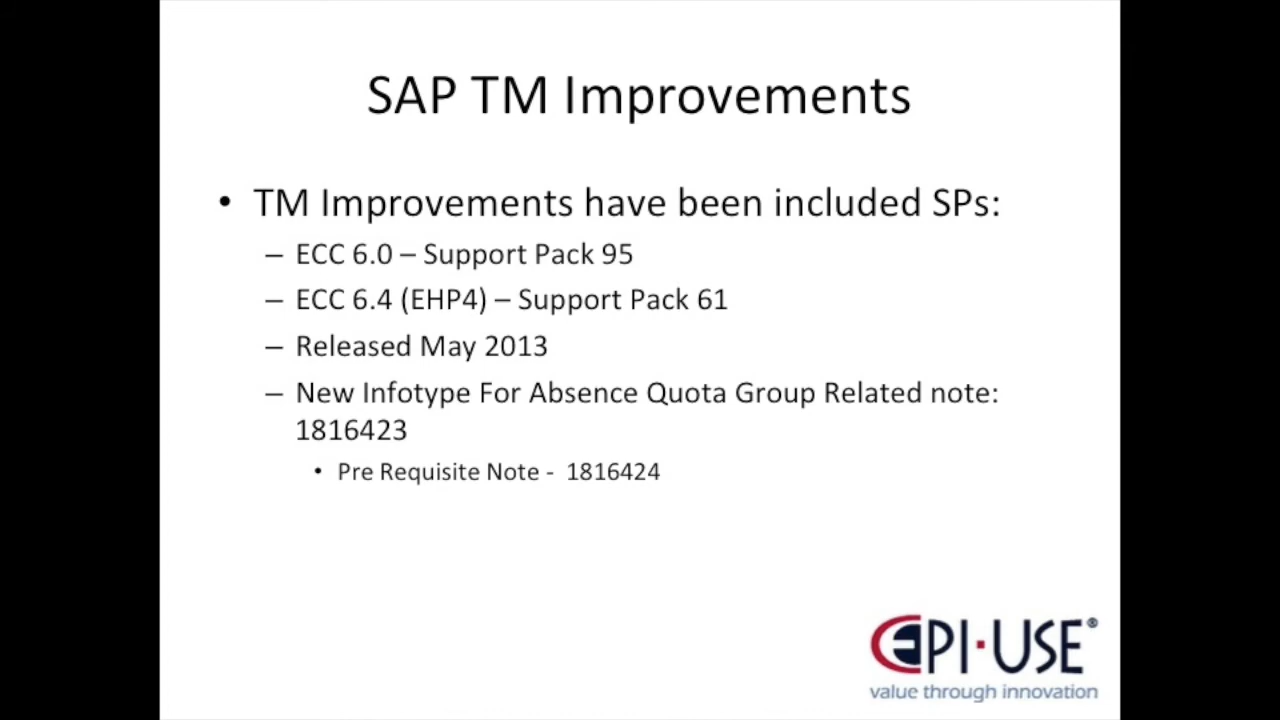 SAP TM Improvements
• TM Improvements have been included SPs:
– ECC 6.0 – Support Pack 95
– ECC 6.4 (EHP4) – Support Pack 61
– Released May 2013
– New Infotype For Absence Quota Group Related note:
1816423
• Pre Requisite Note - 1816424
EPI·USE®
value through innovation